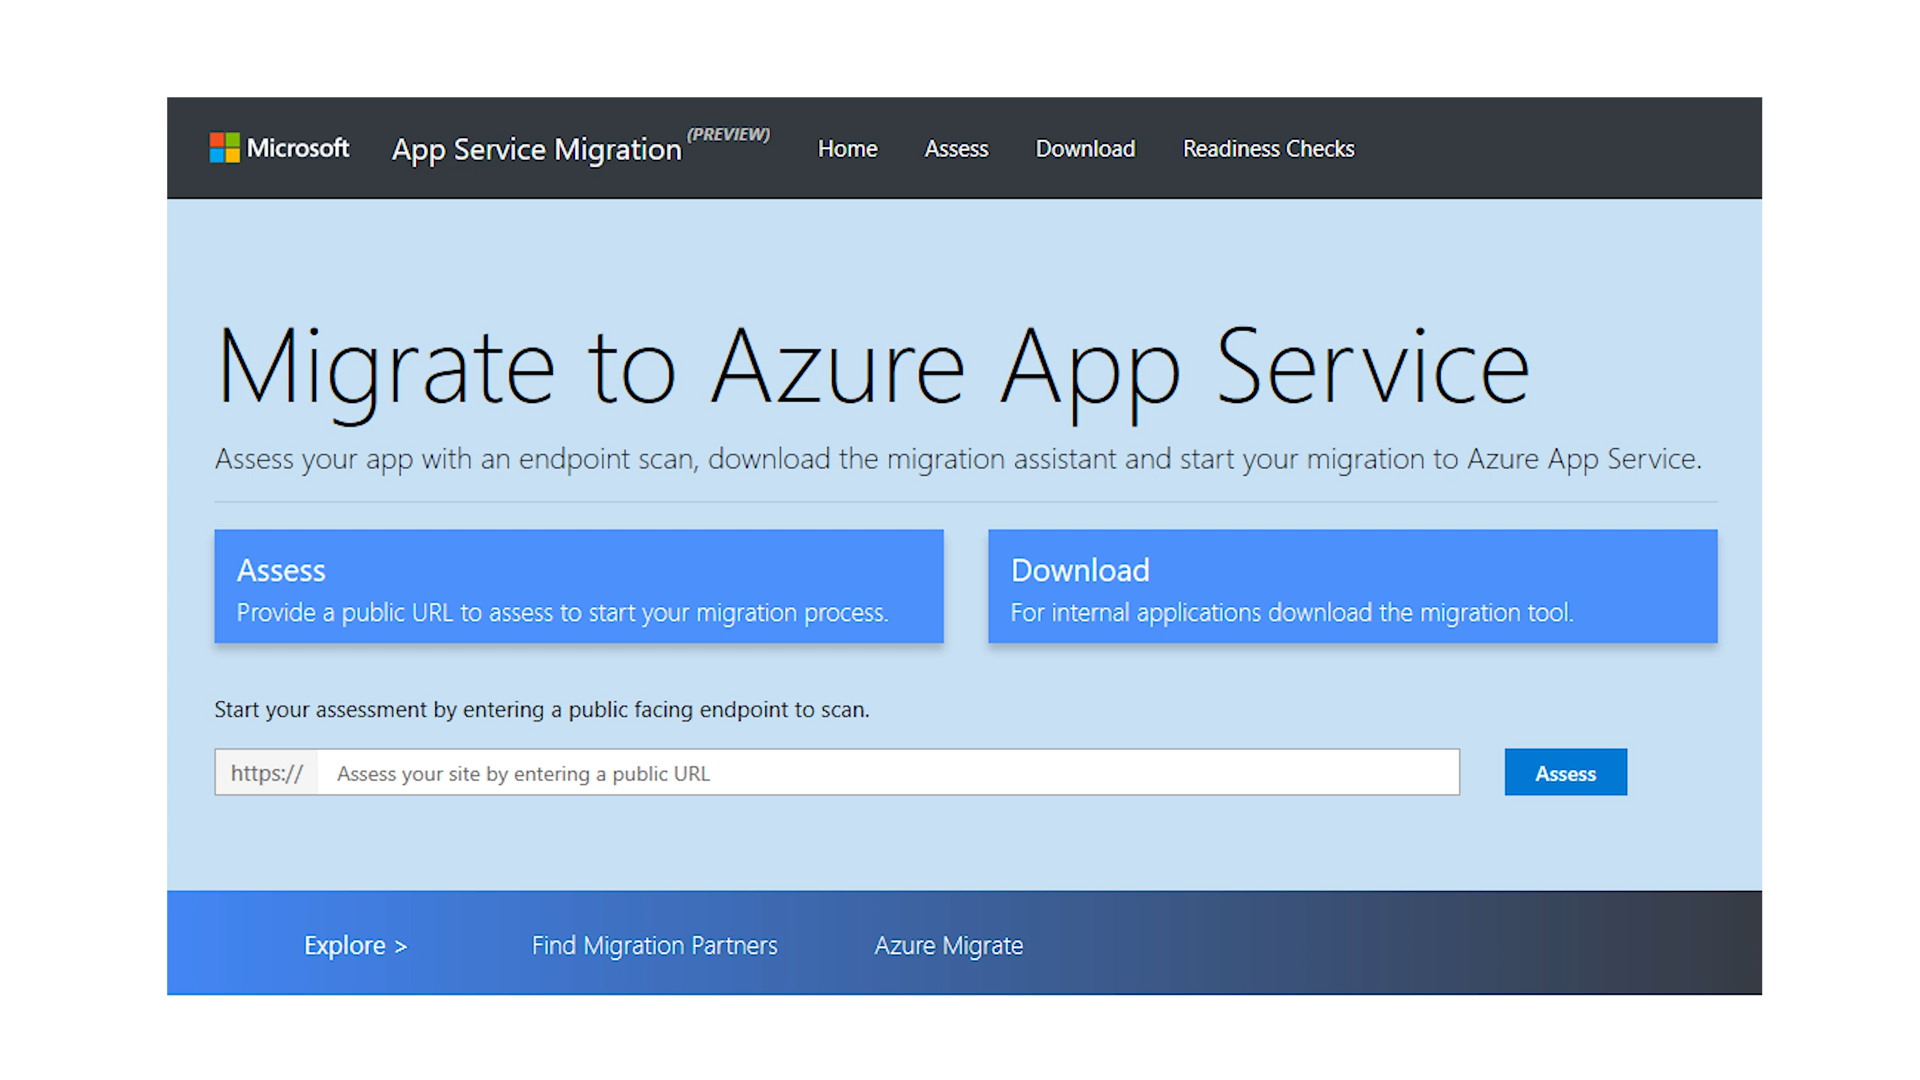 Microsoft App Service Migration (PREVIEW) Home Assess Download Readiness Checks
Migrate to Azure App Service
Assess your app with an endpoint scan, download the migration assistant and start your migration to Azure App Service.
Assess
Provide a public URL to assess to start your migration process.
Download
For internal applications download the migration tool.
Start your assessment by entering a public facing endpoint to scan.
https:// Assess your site by entering a public URL Assess
Explore > Find Migration Partners Azure Migrate